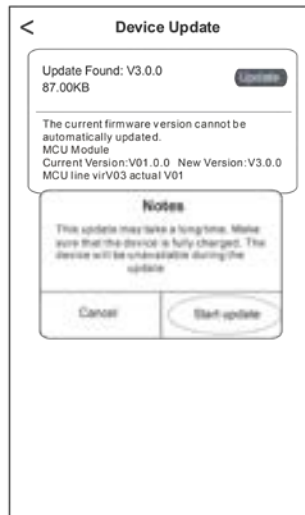 <
Device Update
Update Found: V3.0.0
Update
87.00KB
The current firmware version cannot be
automatically updated.
MCU Module
Current Version:V01.0.0 New Version:V3.0.0
MCU line virV03 actual V01
Notes
This update may take a long time. Make
sure that the device is fully charged. The
device will be unavailable during the
update
Cancel
Start update